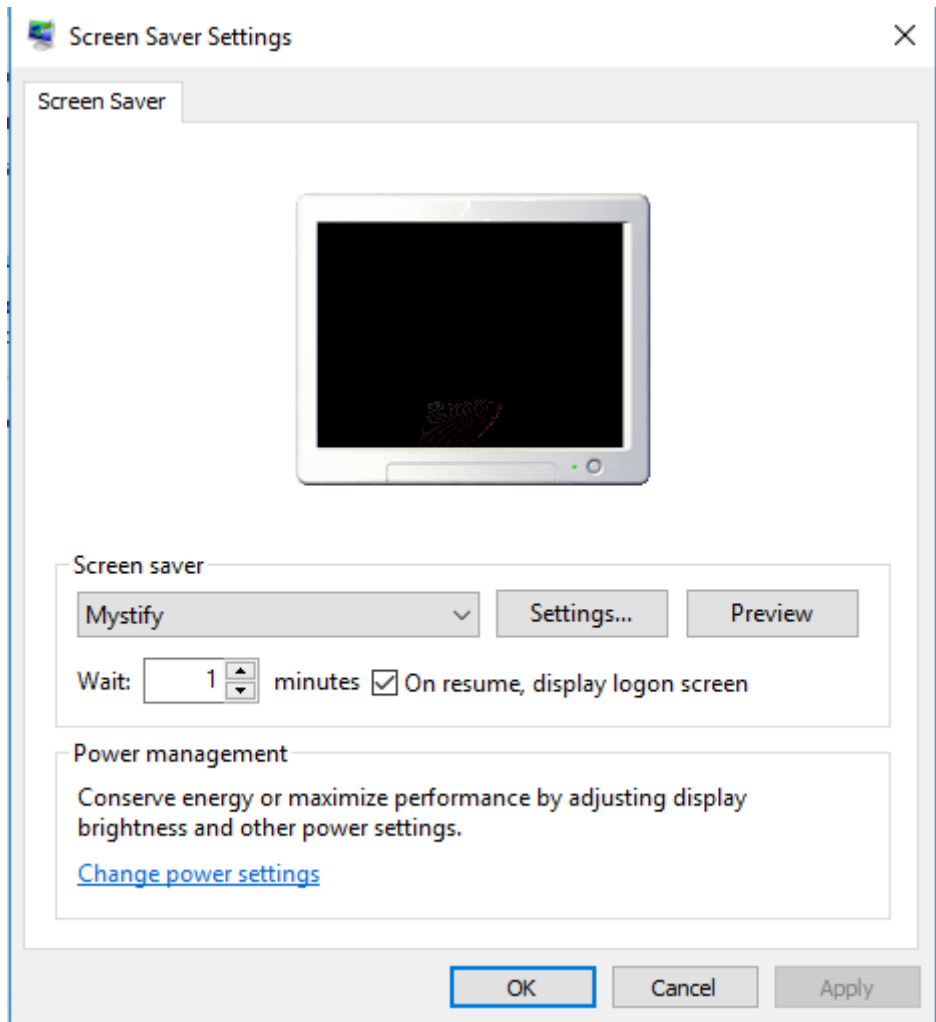 Screen Saver Settings
Screen Saver
Screen saver
Mystify
Settings...
Preview
Wait: 1 minutes On resume, display logon screen
Power management
Conserve energy or maximize performance by adjusting display
brightness and other power settings.
Change power settings
OK
Cancel
Apply